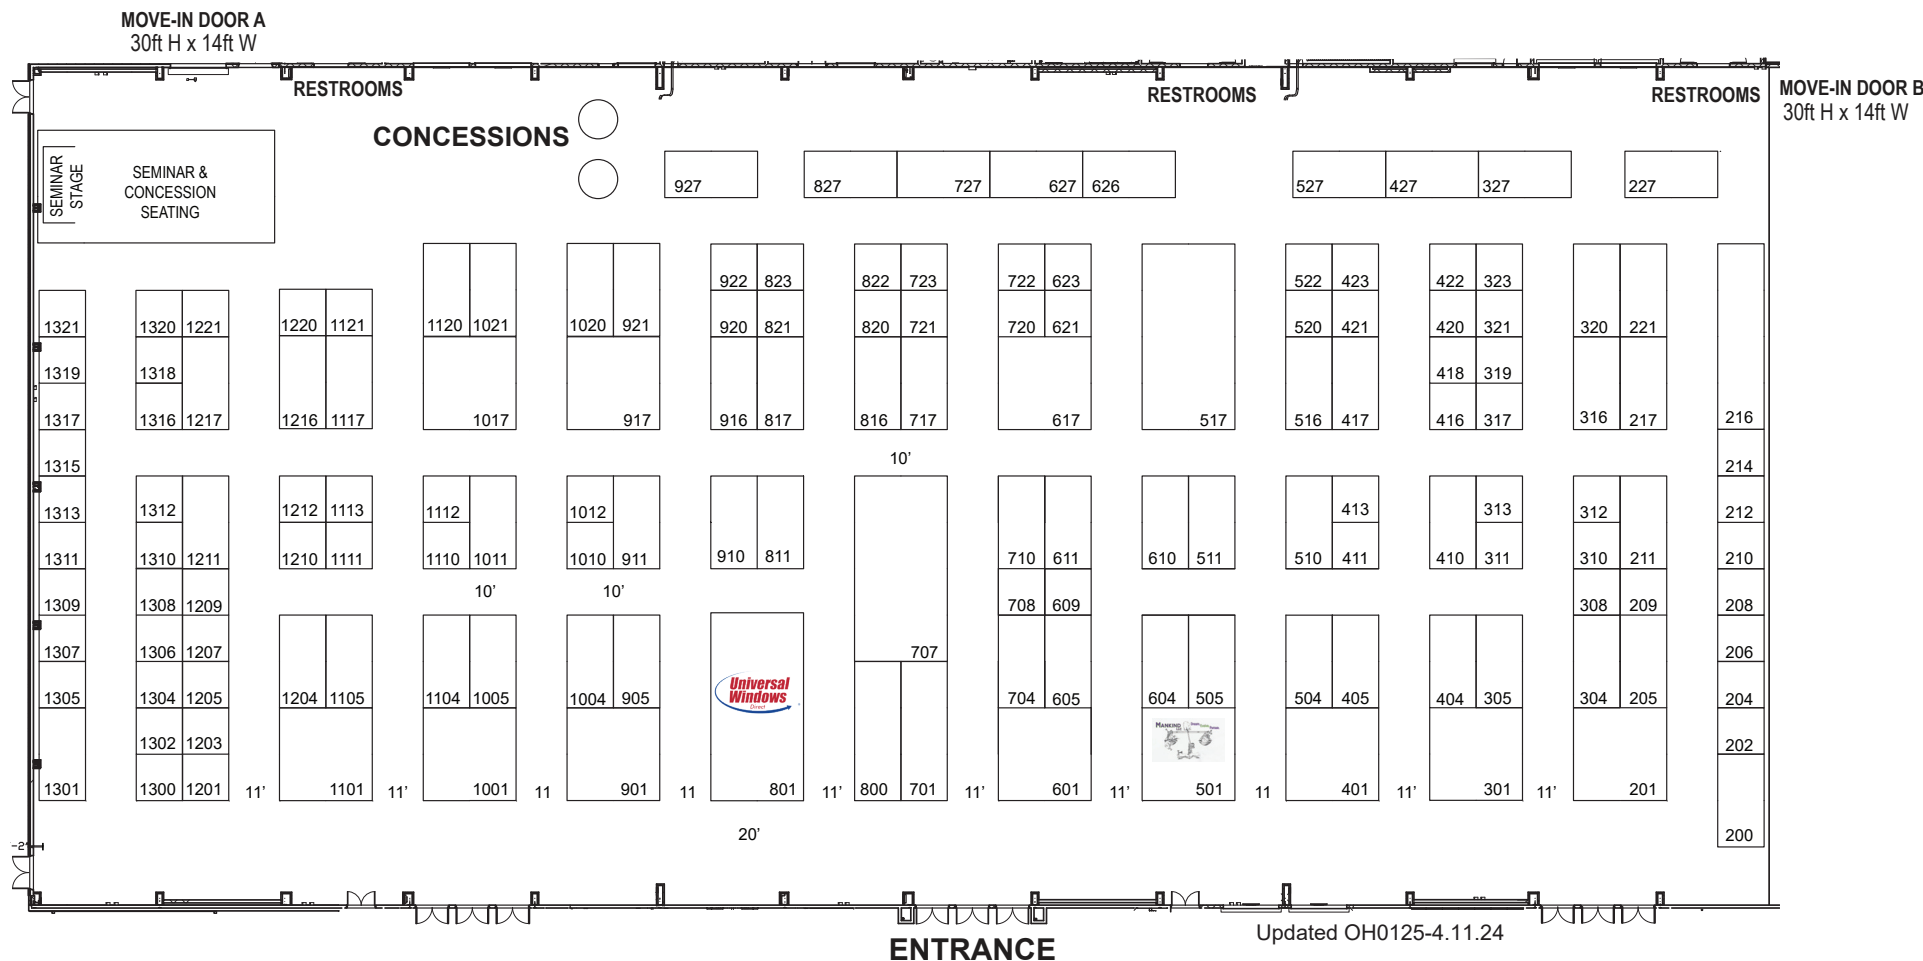 MOVE-IN DOOR A
30ft H x 14ft W
RESTROOMS
RESTROOMS
RESTROOMS
MOVE-IN DOOR B
30ft H x 14ft W
CONCESSIONS
SEMINAR
STAGE
SEMINAR &
CONCESSION
SEATING
927 827 727 627 626 527 427 327 227
922 823 822 723 722 623 522 423 422 323
1321 1320 1221 1220 1121 1120 1021 1020 921 920 821 820 721 720 621 520 421 420 321 320 221
1319 1318 418 319
1317 1316 1217 1216 1117 1017 917 916 817 816 717 617 517 516 417 416 317 316 217 216
10'
1315 214
1313 1312 1212 1113 1112 1012 413 313 312 212
1311 1310 1211 1210 1111 1110 1011 1010 911 910 811 710 611 610 511 510 411 410 311 310 211 210
10' 10'
1309 1308 1209 708 609 308 209 208
1307 1306 1207 707 206
Universal
Windows
Direct
1305 1304 1205 1204 1105 1104 1005 1004 905 704 605 604 505 504 405 404 305 304 205 204
MANKIND
1302 1203 202
1301 1300 1201 11' 1101 11' 1001 11 901 11 801 11' 800 701 11' 601 11' 501 11 401 11' 301 11' 201
20'
200
-2'
ENTRANCE
Updated OH0125-4.11.24